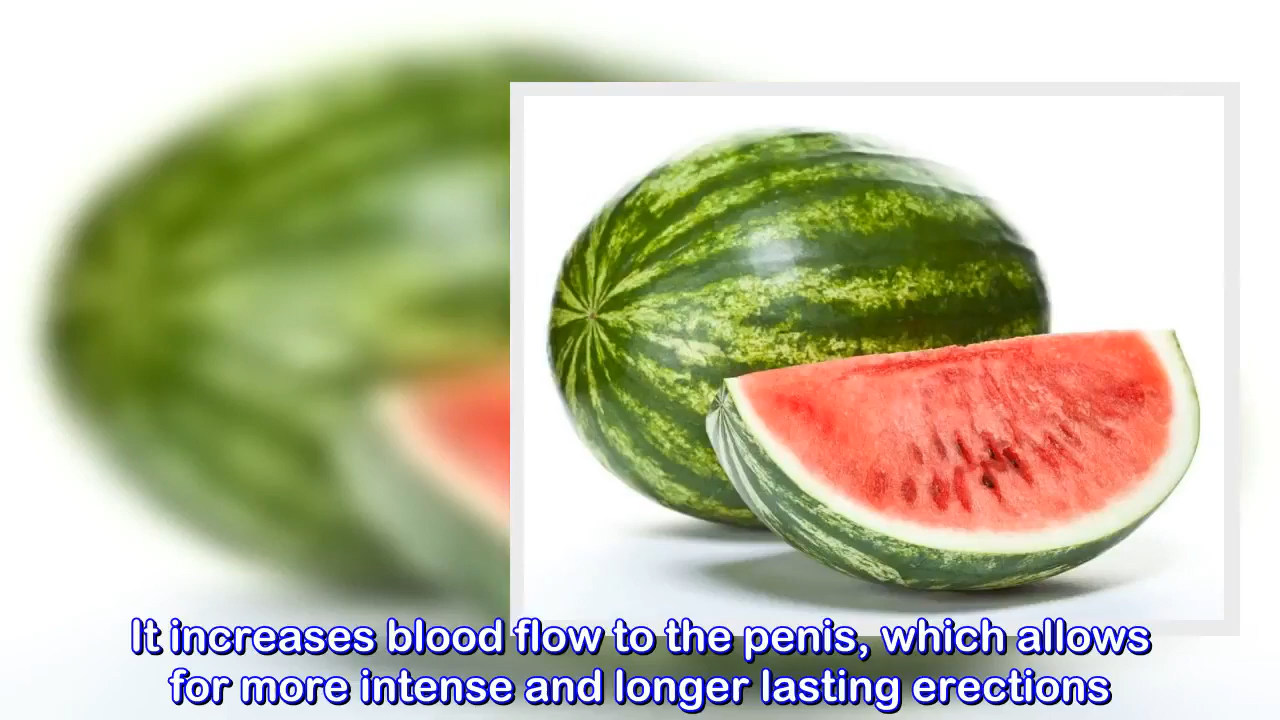 It increases blood flow to the penis, which allows
for more intense and longer lasting erections